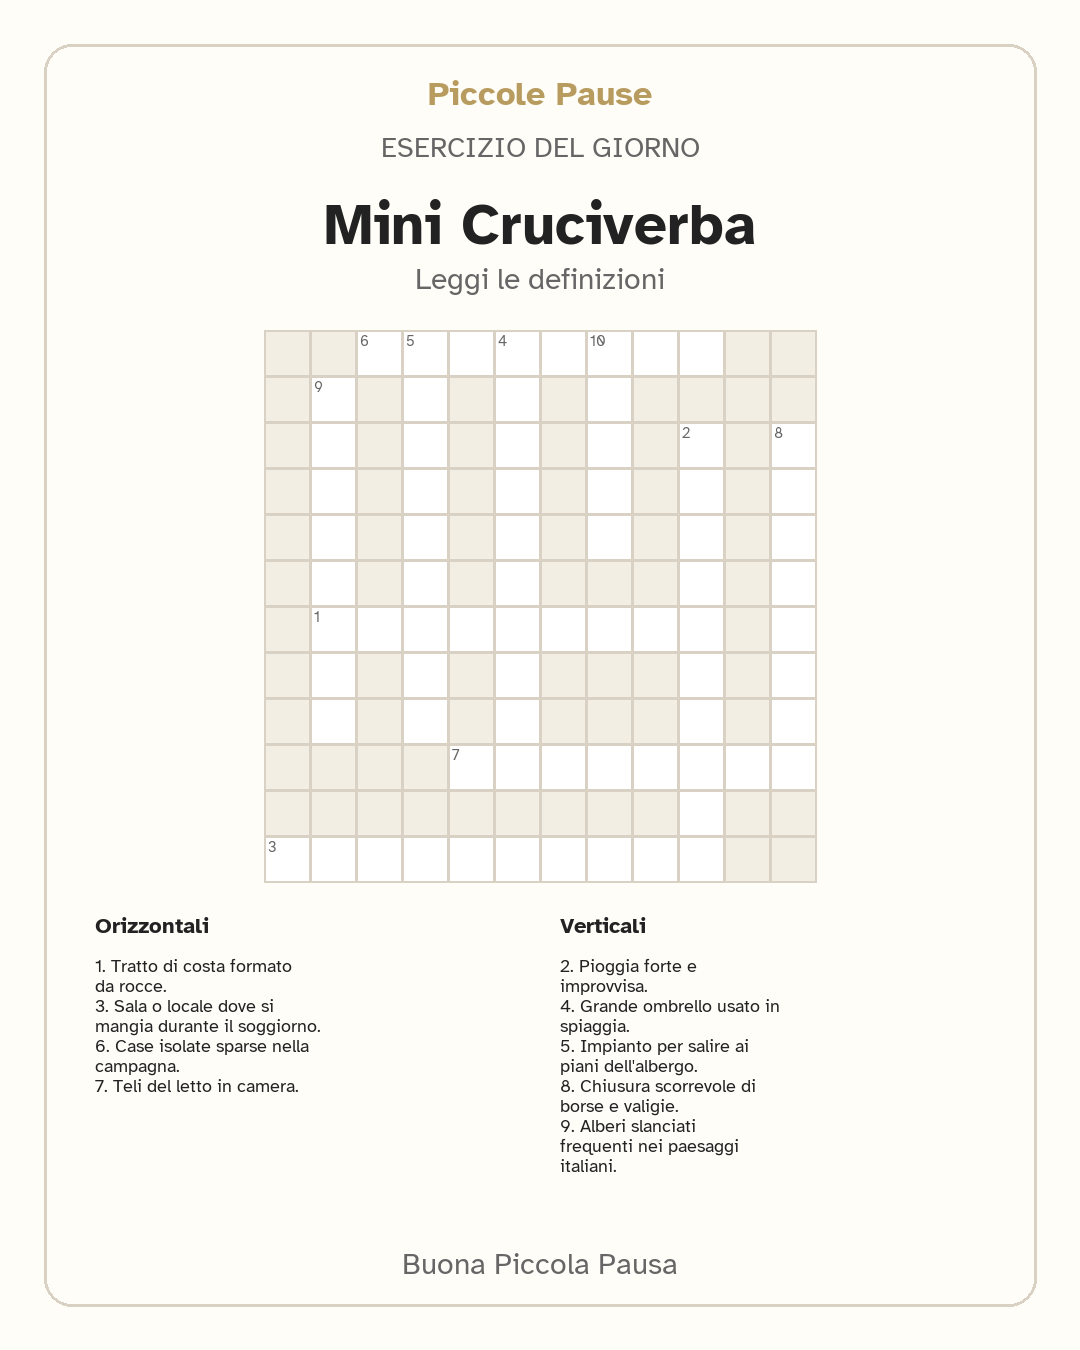 Piccole Pause
ESERCIZIO DEL GIORNO
Mini Cruciverba
Leggi le definizioni
6 5 4 10
9
2 8
1
7
3
Orizzontali
1. Tratto di costa formato
da rocce.
3. Sala o locale dove si
mangia durante il soggiorno.
6. Case isolate sparse nella
campagna.
7. Teli del letto in camera.
Verticali
2. Pioggia forte e
improvvisa.
4. Grande ombrello usato in
spiaggia.
5. Impianto per salire ai
piani dell'albergo.
8. Chiusura scorrevole di
borse e valigie.
9. Alberi slanciati
frequenti nei paesaggi
italiani.
Buona Piccola Pausa